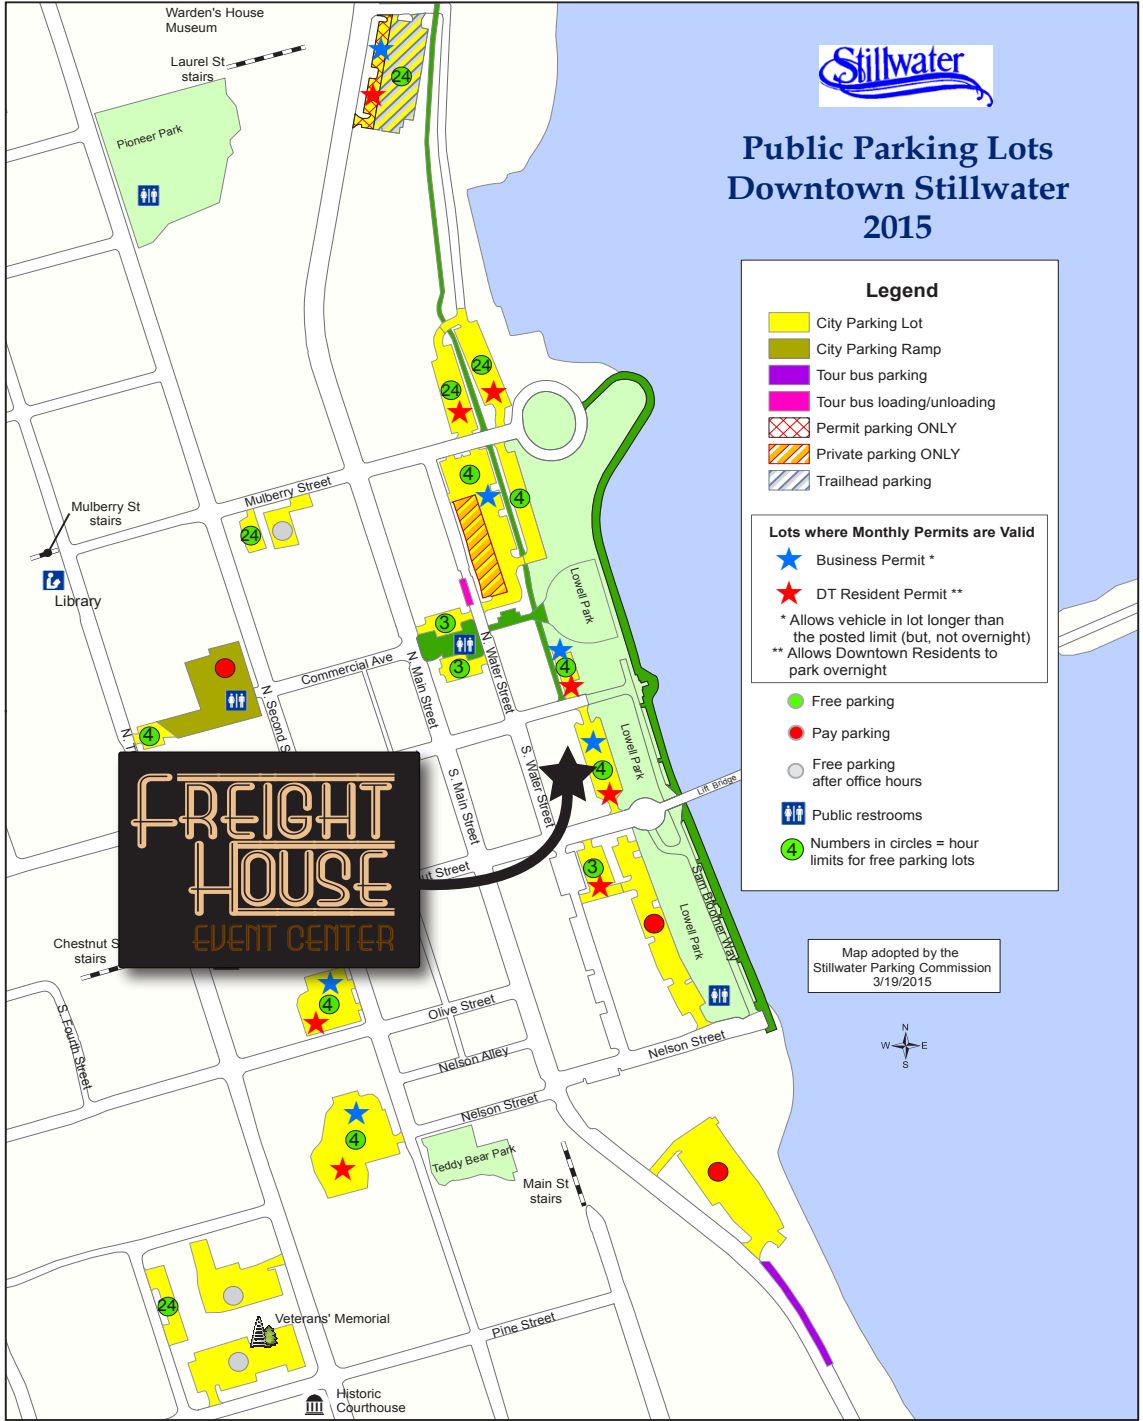 Warden's House
Museum
Laurel St
stairs
Pioneer Park
24
Stillwater
Public Parking Lots
Downtown Stillwater
2015
Legend
City Parking Lot
City Parking Ramp
Tour bus parking
Tour bus loading/unloading
Permit parking ONLY
Private parking ONLY
Trailhead parking
Lots where Monthly Permits are Valid
Business Permit *
DT Resident Permit **
* Allows vehicle in lot longer than
the posted limit (but, not overnight)
** Allows Downtown Residents to
park overnight
Free parking
Pay parking
Free parking
after office hours
Public restrooms
4
Numbers in circles = hour
limits for free parking lots
Map adopted by the
Stillwater Parking Commission
3/19/2015
N
W
E
S
24
24
4
4
Mulberry Street
24
Mulberry St
stairs
Library
Lowell Park
3
3
N. Water Street
N. Main Street
Commercial Ave
N. Second S
4
N. T
4
Lowell Park
4
S. Water Street
S. Main Street
Lift Bridge
FREIGHT
HOUSE
EVENT CENTER
ut Street
3
Sam Bloomer Way
Lowell Park
Chestnut S
stairs
4
Olive Street
Nelson Street
Nelson Alley
S. Fourth Street
Nelson Street
4
Teddy Bear Park
Main St
stairs
24
Veterans' Memorial
Pine Street
Historic
Courthouse